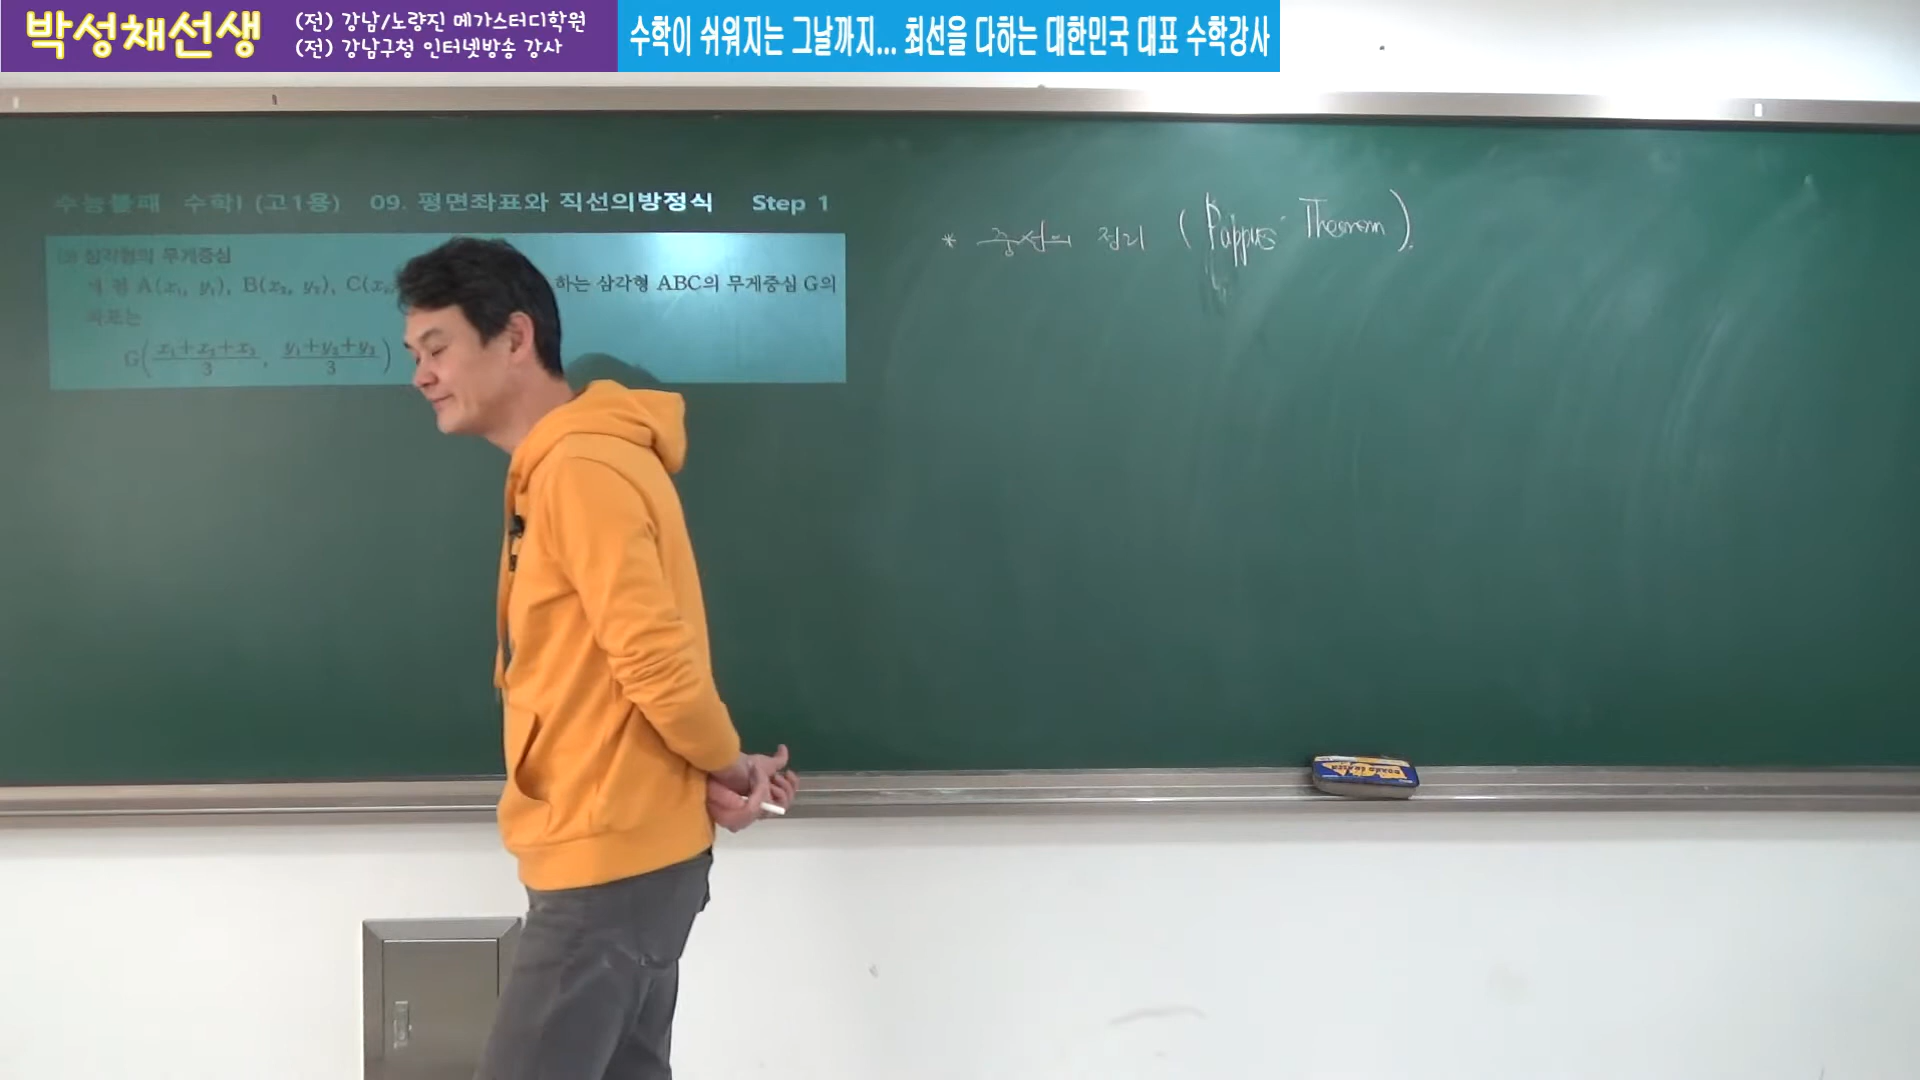 박성채선생
(전) 강남/노량진 메가스터디학원
(전) 강남구청 인터넷방송 강사
수학이 쉬워지는 그날까지... 최선을 다하는 대한민국 대표 수학강사
수능불패 수학I (고1용) 09. 평면좌표와 직선의방정식 Step 1
삼각형의 무게중심
세 점 A(x₁, y₁), B(x₂, y₂), C(x₃ 하는 삼각형 ABC의 무게중심 G의
좌표는
G(x₁+x₂+x₃/3, y₁+y₂+y₃/3)
* 중선의 정리 (Pappus' Theorem).